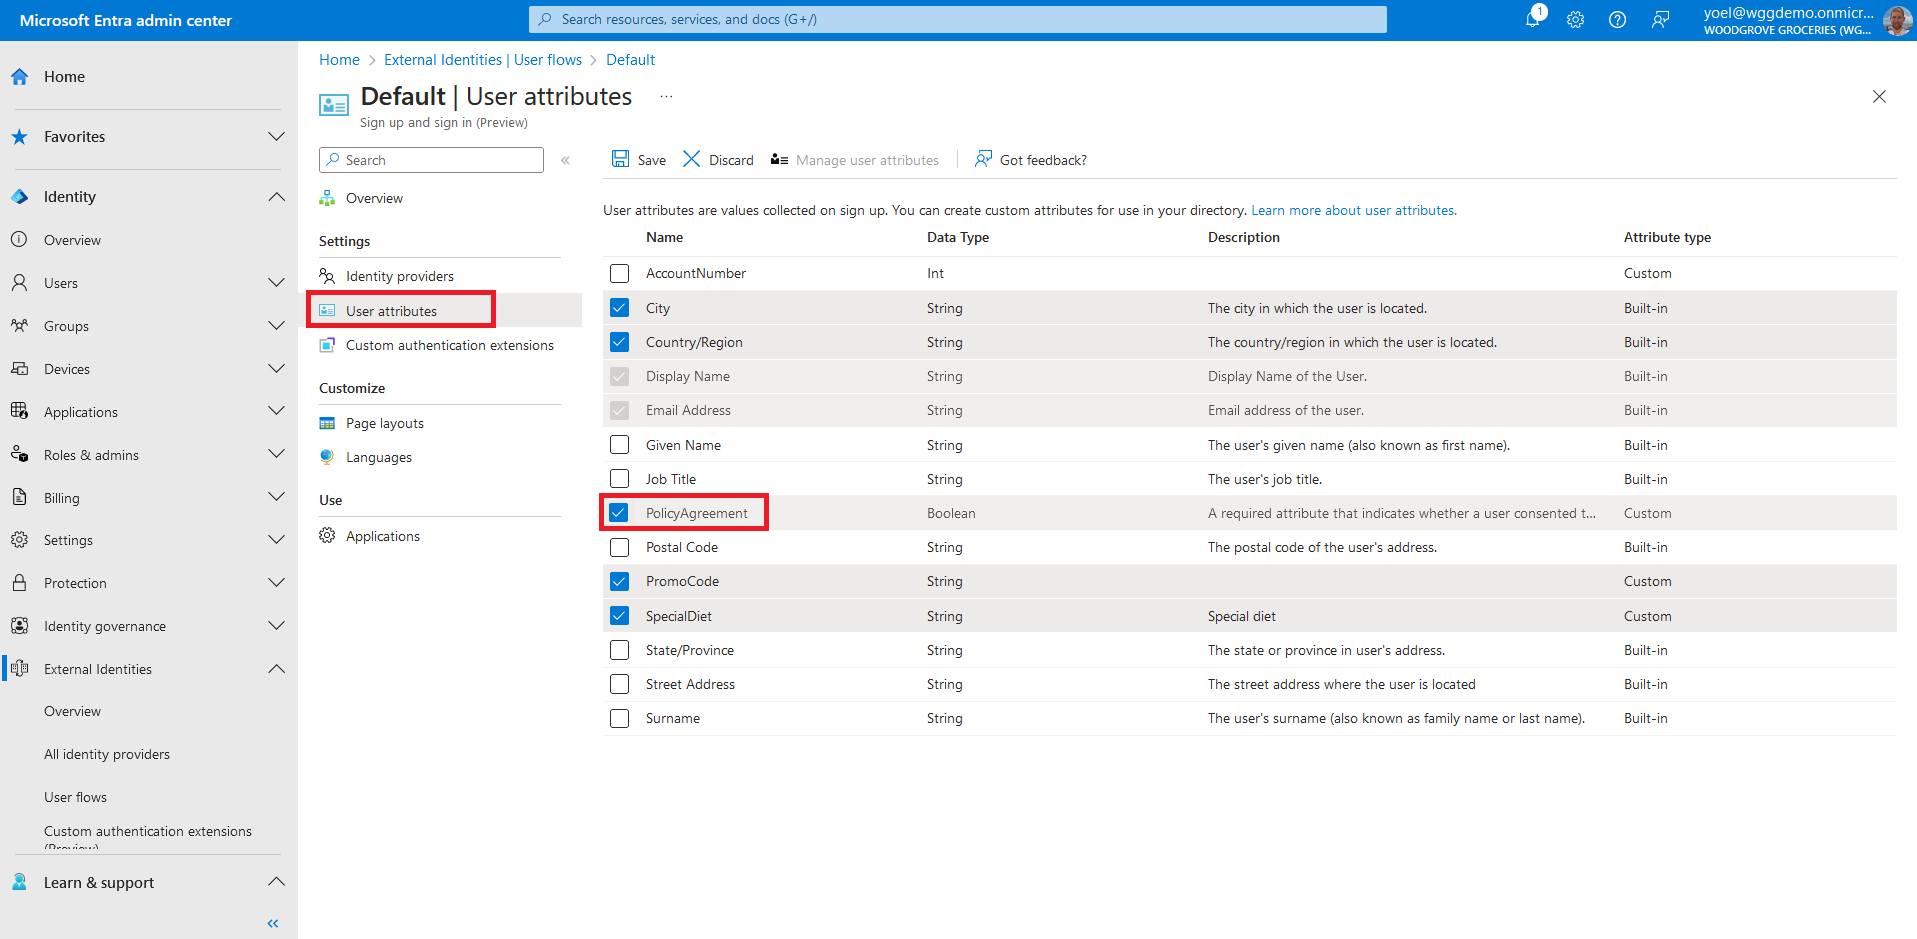 Microsoft Entra admin center
Search resources, services, and docs (G+/)
1
yoel@wggdemo.onmicr...
WOODGROVE GROCERIES (WG...
Home
Favorites
Identity
Overview
Users
Groups
Devices
Applications
Roles & admins
Billing
Settings
Protection
Identity governance
External Identities
Overview
All identity providers
User flows
Custom authentication extensions
(Preview)
Learn & support
Home > External Identities | User flows > Default
Default | User attributes ...
Sign up and sign in (Preview)
Search
Overview
Settings
Identity providers
User attributes
Custom authentication extensions
Customize
Page layouts
Languages
Use
Applications
Save Discard Manage user attributes Got feedback?
User attributes are values collected on sign up. You can create custom attributes for use in your directory. Learn more about user attributes.
Name Data Type Description Attribute type
AccountNumber Int Custom
City String The city in which the user is located. Built-in
Country/Region String The country/region in which the user is located. Built-in
Display Name String Display Name of the User. Built-in
Email Address String Email address of the user. Built-in
Given Name String The user's given name (also known as first name). Built-in
Job Title String The user's job title. Built-in
PolicyAgreement Boolean A required attribute that indicates whether a user consented t... Custom
Postal Code String The postal code of the user's address. Built-in
PromoCode String Custom
SpecialDiet String Special diet Custom
State/Province String The state or province in user's address. Built-in
Street Address String The street address where the user is located Built-in
Surname String The user's surname (also known as family name or last name). Built-in